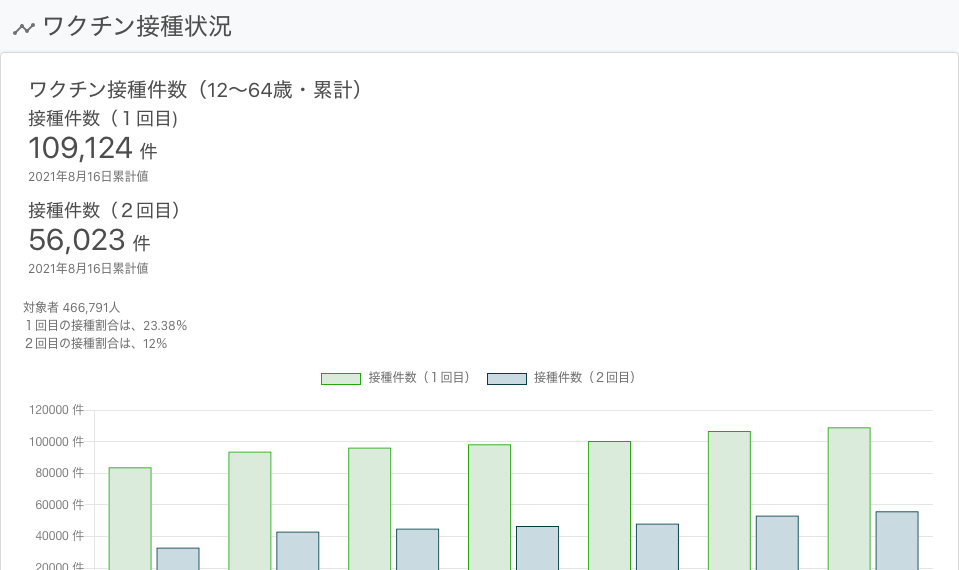 ワクチン接種状況
ワクチン接種件数（12〜64歳・累計）
接種件数（１回目)
109,124 件
2021年8月16日累計値
接種件数（２回目）
56,023 件
2021年8月16日累計値
対象者 466,791人
１回目の接種割合は、23.38%
２回目の接種割合は、12%
接種件数（１回目） 接種件数（２回目）
120000 件
100000 件
80000 件
60000 件
40000 件
20000 件